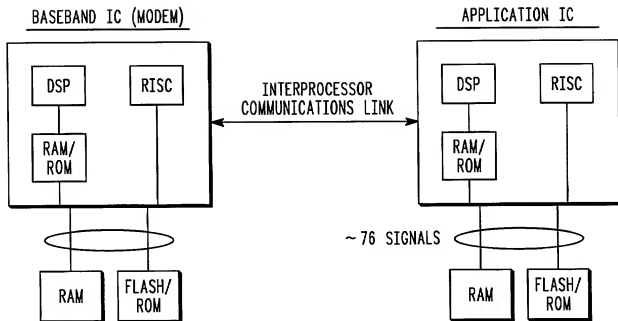 BASEBAND IC (MODEM)
APPLICATION IC
DSP
RISC
INTERPROCESSOR
COMMUNICATIONS LINK
DSP
RISC
RAM/
ROM
RAM/
ROM
~76 SIGNALS
RAM
FLASH/
ROM
RAM
FLASH/
ROM